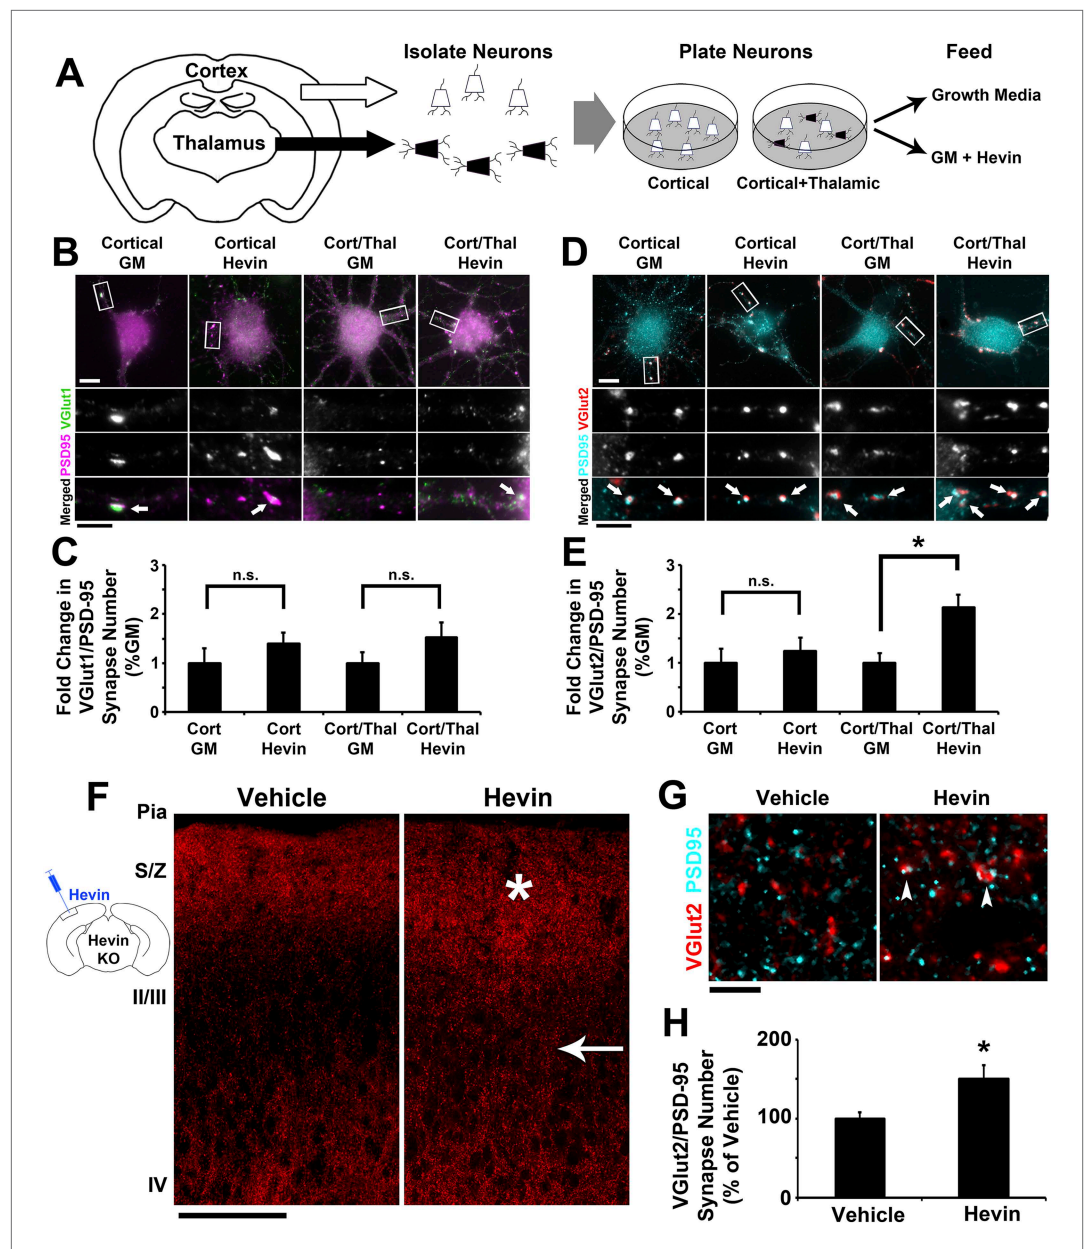 A
Cortex
Thalamus
Isolate Neurons
Plate Neurons
Feed
Cortical
Cortical+Thalamic
Growth Media
GM + Hevin
B
Cortical GM
Cortical Hevin
Cort/Thal GM
Cort/Thal Hevin
VGlut1
PSD95
Merged
D
Cortical GM
Cortical Hevin
Cort/Thal GM
Cort/Thal Hevin
VGlut2
PSD95
Merged
C
Fold Change in
VGlut1/PSD-95
Synapse Number
(%GM)
3
2
1
0
n.s.
n.s.
Cort GM
Cort Hevin
Cort/Thal GM
Cort/Thal Hevin
E
Fold Change in
VGlut2/PSD-95
Synapse Number
(%GM)
3
2
1
0
n.s.
*
Cort GM
Cort Hevin
Cort/Thal GM
Cort/Thal Hevin
F
Vehicle
Hevin
Pia
S/Z
II/III
IV
*
Hevin
Hevin
KO
G
Vehicle
Hevin
VGlut2 PSD95
H
VGlut2/PSD-95
Synapse Number
(% of Vehicle)
200
100
0
*
Vehicle
Hevin